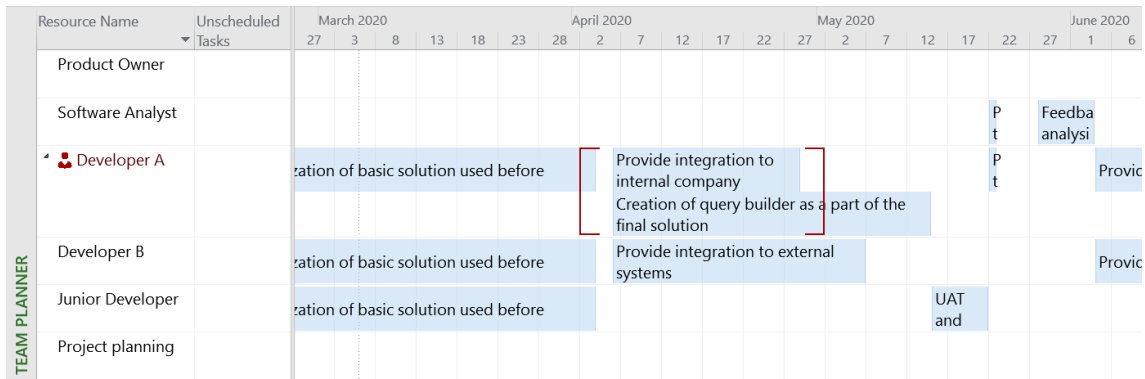 Resource Name
Unscheduled
Tasks
March 2020
April 2020
May 2020
June 2020
27 3 8 13 18 23 28 2 7 12 17 22 27 2 7 12 17 22 27 1 6
TEAM PLANNER
Product Owner
Software Analyst
P
t
Feedba
analysi
Developer A
zation of basic solution used before
Provide integration to
internal company
P
t
Provic
Creation of query builder as a part of the
final solution
Developer B
zation of basic solution used before
Provide integration to external
systems
Provic
Junior Developer
zation of basic solution used before
UAT
and
Project planning